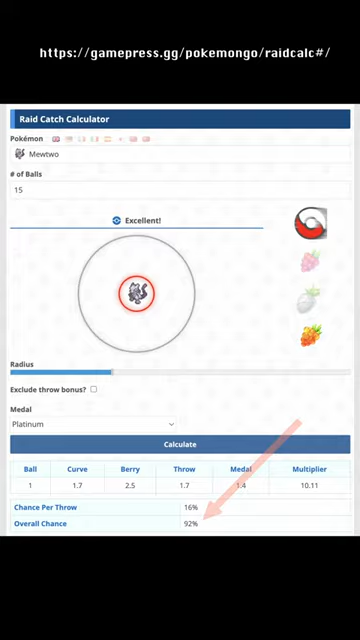 https://gamepress.gg/pokemongo/raidcalc#/
Raid Catch Calculator
Pokémon
Mewtwo
# of Balls
15
Excellent!
Radius
Exclude throw bonus?
Medal
Platinum
Calculate
Ball Curve Berry Throw Medal Multiplier
1 1.7 2.5 1.7 1.4 10.11
Chance Per Throw 16%
Overall Chance 92%